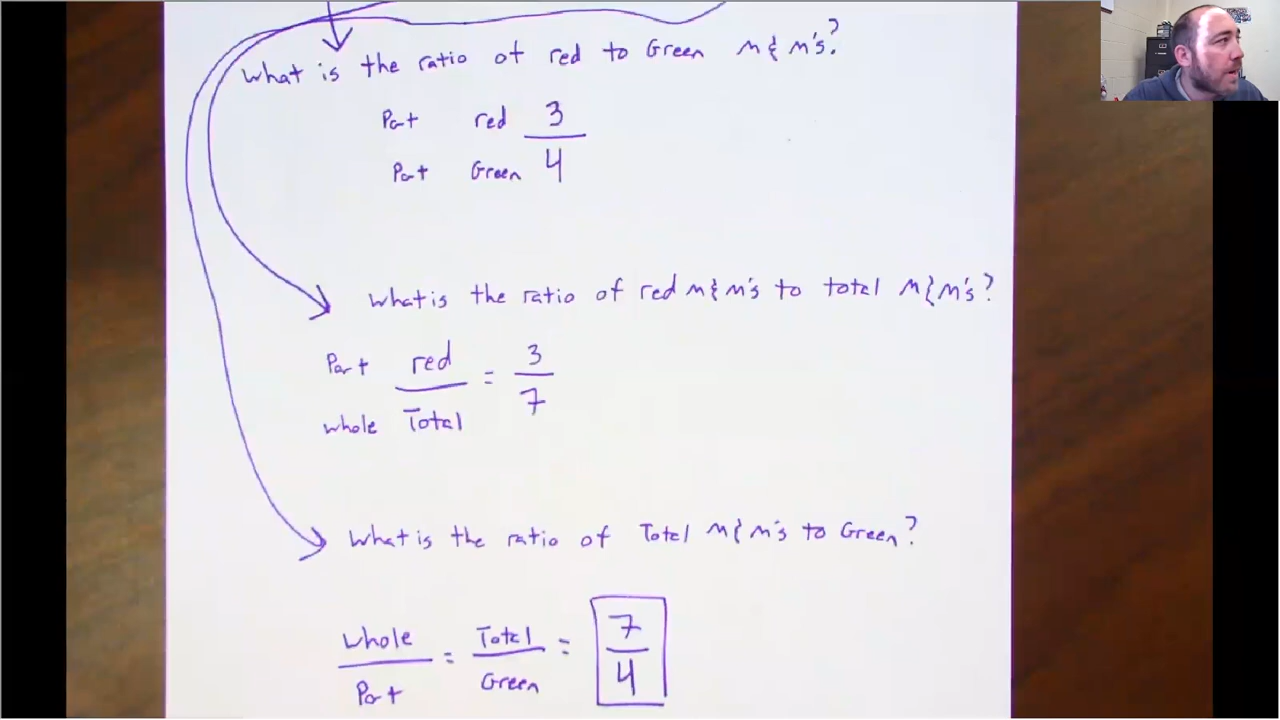 What is the ratio of red to Green M&M's?
Part red 3
Part Green 4
What is the ratio of red M&M's to total M&M's?
Part red = 3
whole Total 7
What is the ratio of Total M&M's to Green?
Whole = Total = 7
Part Green 4